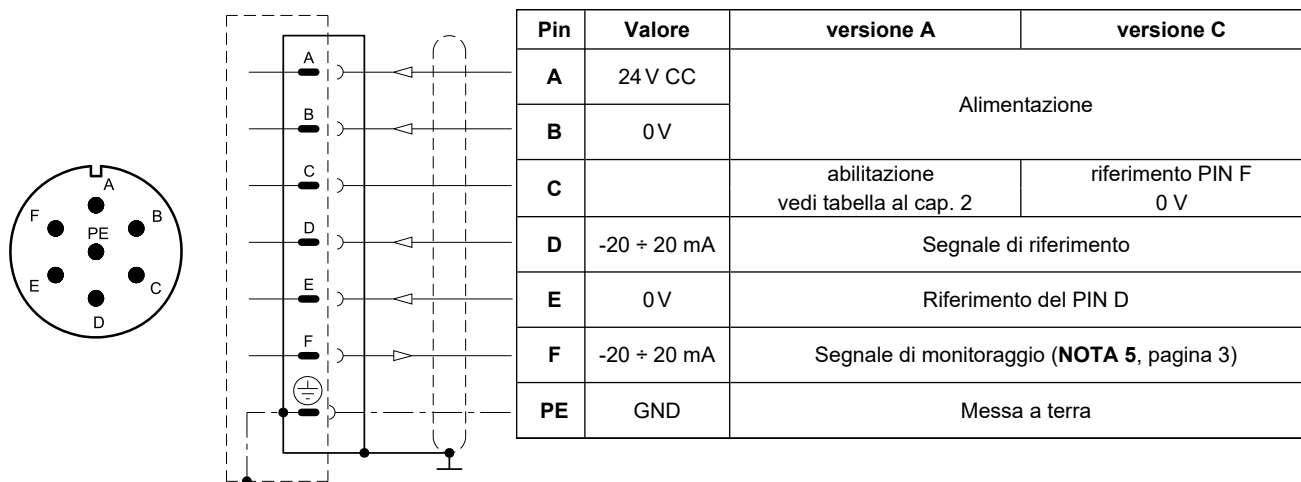 A
F
B
PE
E
C
D
A
B
C
D
E
F
Pin Valore versione A versione C
A 24 V CC
Alimentazione
B 0 V
C abilitazione riferimento PIN F
vedi tabella al cap. 2 0 V
D -20 ÷ 20 mA Segnale di riferimento
E 0 V Riferimento del PIN D
F -20 ÷ 20 mA Segnale di monitoraggio (NOTA 5, pagina 3)
PE GND Messa a terra